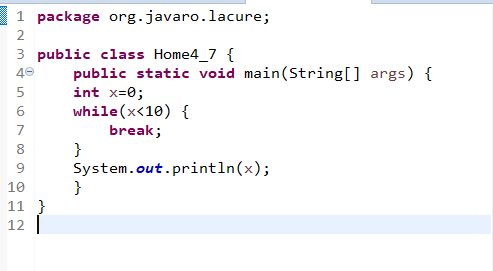 1 package org.javaro.lacure;
2
3 public class Home4_7 {
4 public static void main(String[] args) {
5 int x=0;
6 while(x<10) {
7 break;
8 }
9 System.out.println(x);
10 }
11 }
12